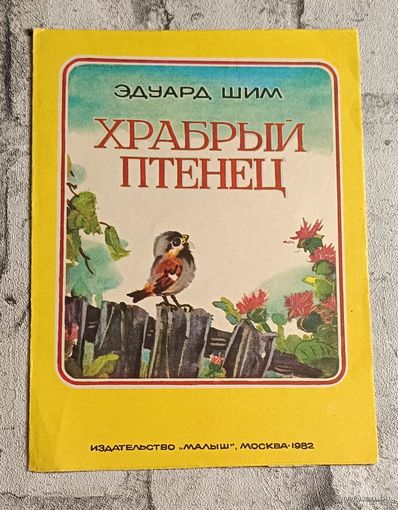 ЭДУАРД ШИМ
ХРАБРЫЙ
ПТЕНЕЦ
ИЗДАТЕЛЬСТВО „МАЛЫШ", МОСКВА·1982